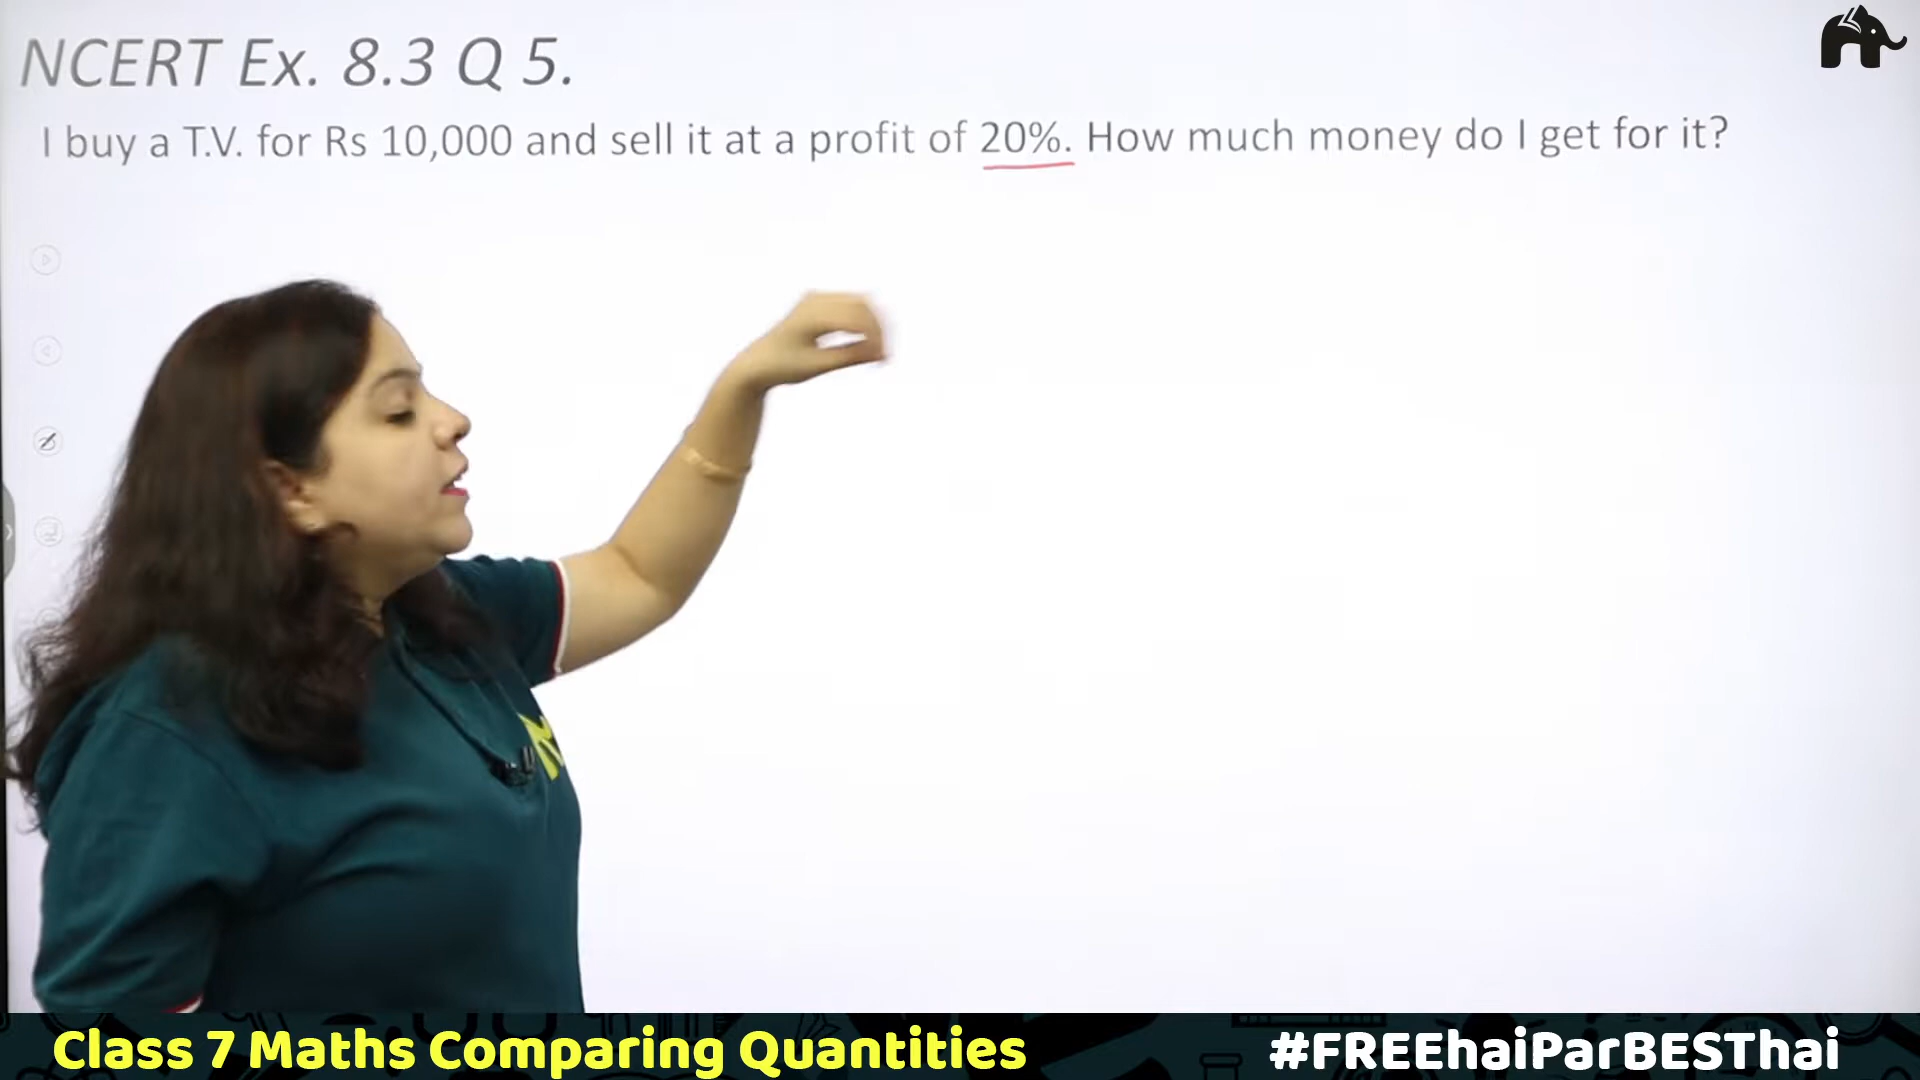 NCERT Ex. 8.3 Q 5.
I buy a T.V. for Rs 10,000 and sell it at a profit of 20%. How much money do I get for it?
Class 7 Maths Comparing Quantities
#FREEhaiParBESThai